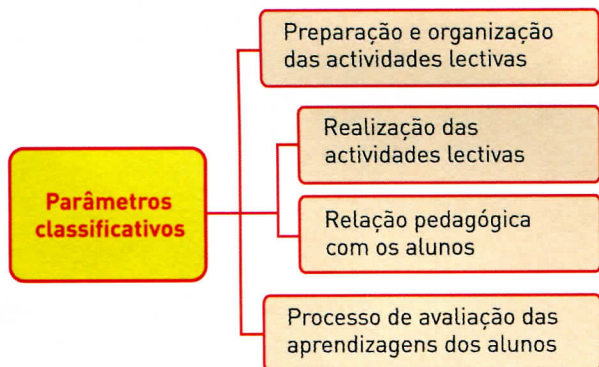 Preparação e organização
das actividades lectivas
Realização das
actividades lectivas
Parâmetros
classificativos
Relação pedagógica
com os alunos
Processo de avaliação das
aprendizagens dos alunos